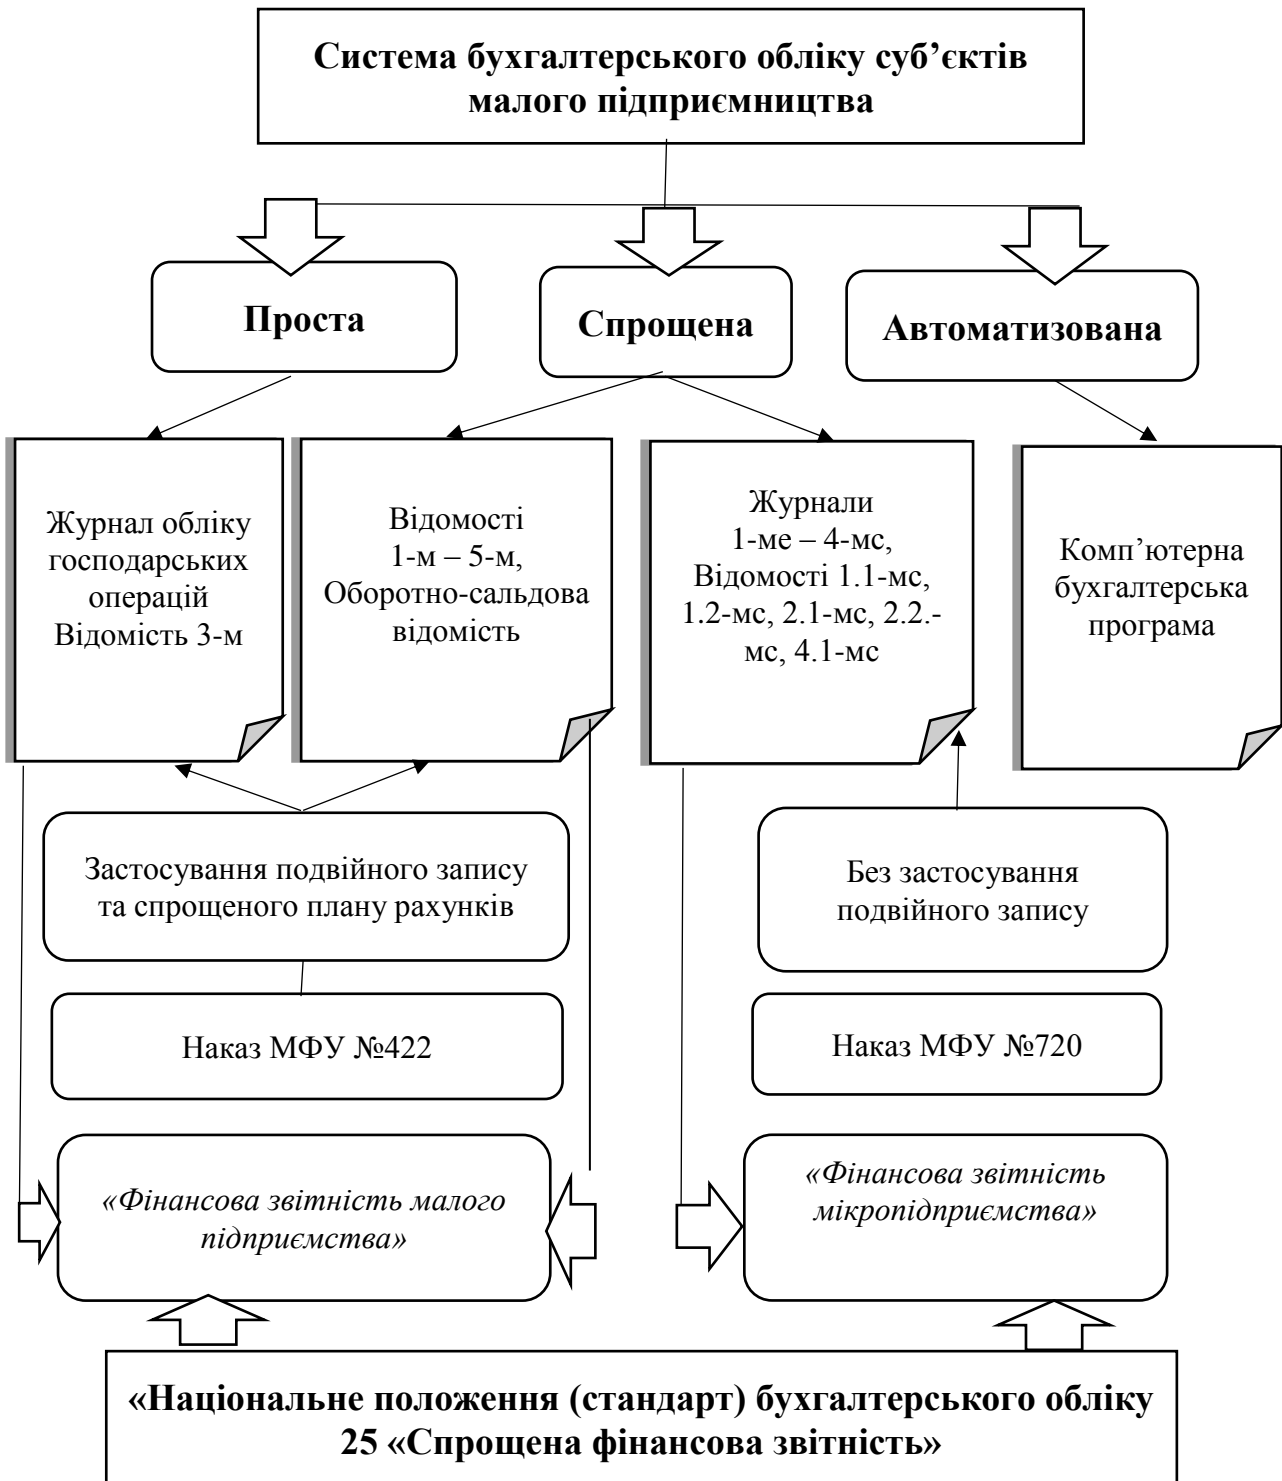 Система бухгалтерського обліку суб’єктів
малого підприємництва
Проста
Спрощена
Автоматизована
Журнал обліку
господарських
операцій
Відомість 3-м
Відомості
1-м – 5-м,
Оборотно-сальдова
відомість
Журнали
1-ме – 4-мс,
Відомості 1.1-мс,
1.2-мс, 2.1-мс, 2.2.-
мс, 4.1-мс
Комп’ютерна
бухгалтерська
програма
Застосування подвійного запису
та спрощеного плану рахунків
Без застосування
подвійного запису
Наказ МФУ №422
Наказ МФУ №720
«Фінансова звітність малого
підприємства»
«Фінансова звітність
мікропідприємства»
«Національне положення (стандарт) бухгалтерського обліку
25 «Спрощена фінансова звітність»